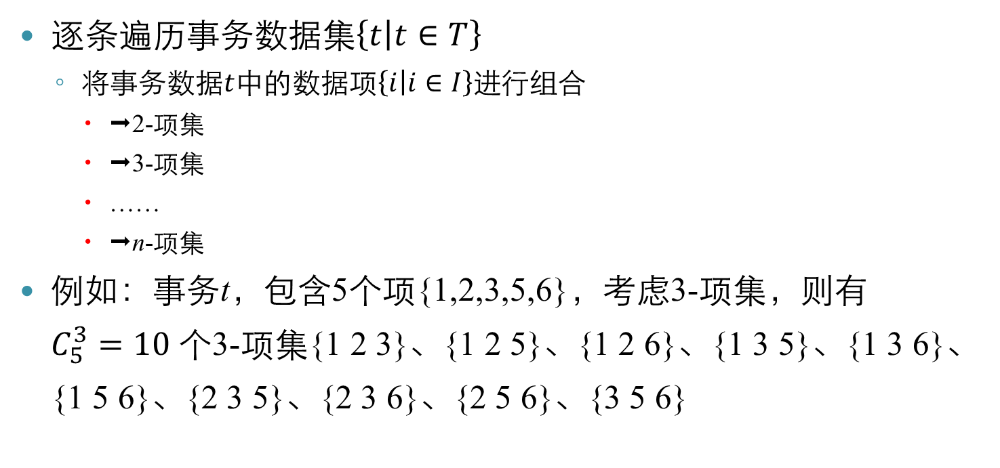 • 逐条遍历事务数据集{t|t ∈ T}
◦ 将事务数据t中的数据项{i|i ∈ I}进行组合
• ➞2-项集
• ➞3-项集
• ……
• ➞n-项集
• 例如：事务t，包含5个项{1,2,3,5,6}，考虑3-项集，则有
C₅³ = 10 个3-项集{1 2 3}、{1 2 5}、{1 2 6}、{1 3 5}、{1 3 6}、
{1 5 6}、{2 3 5}、{2 3 6}、{2 5 6}、{3 5 6}